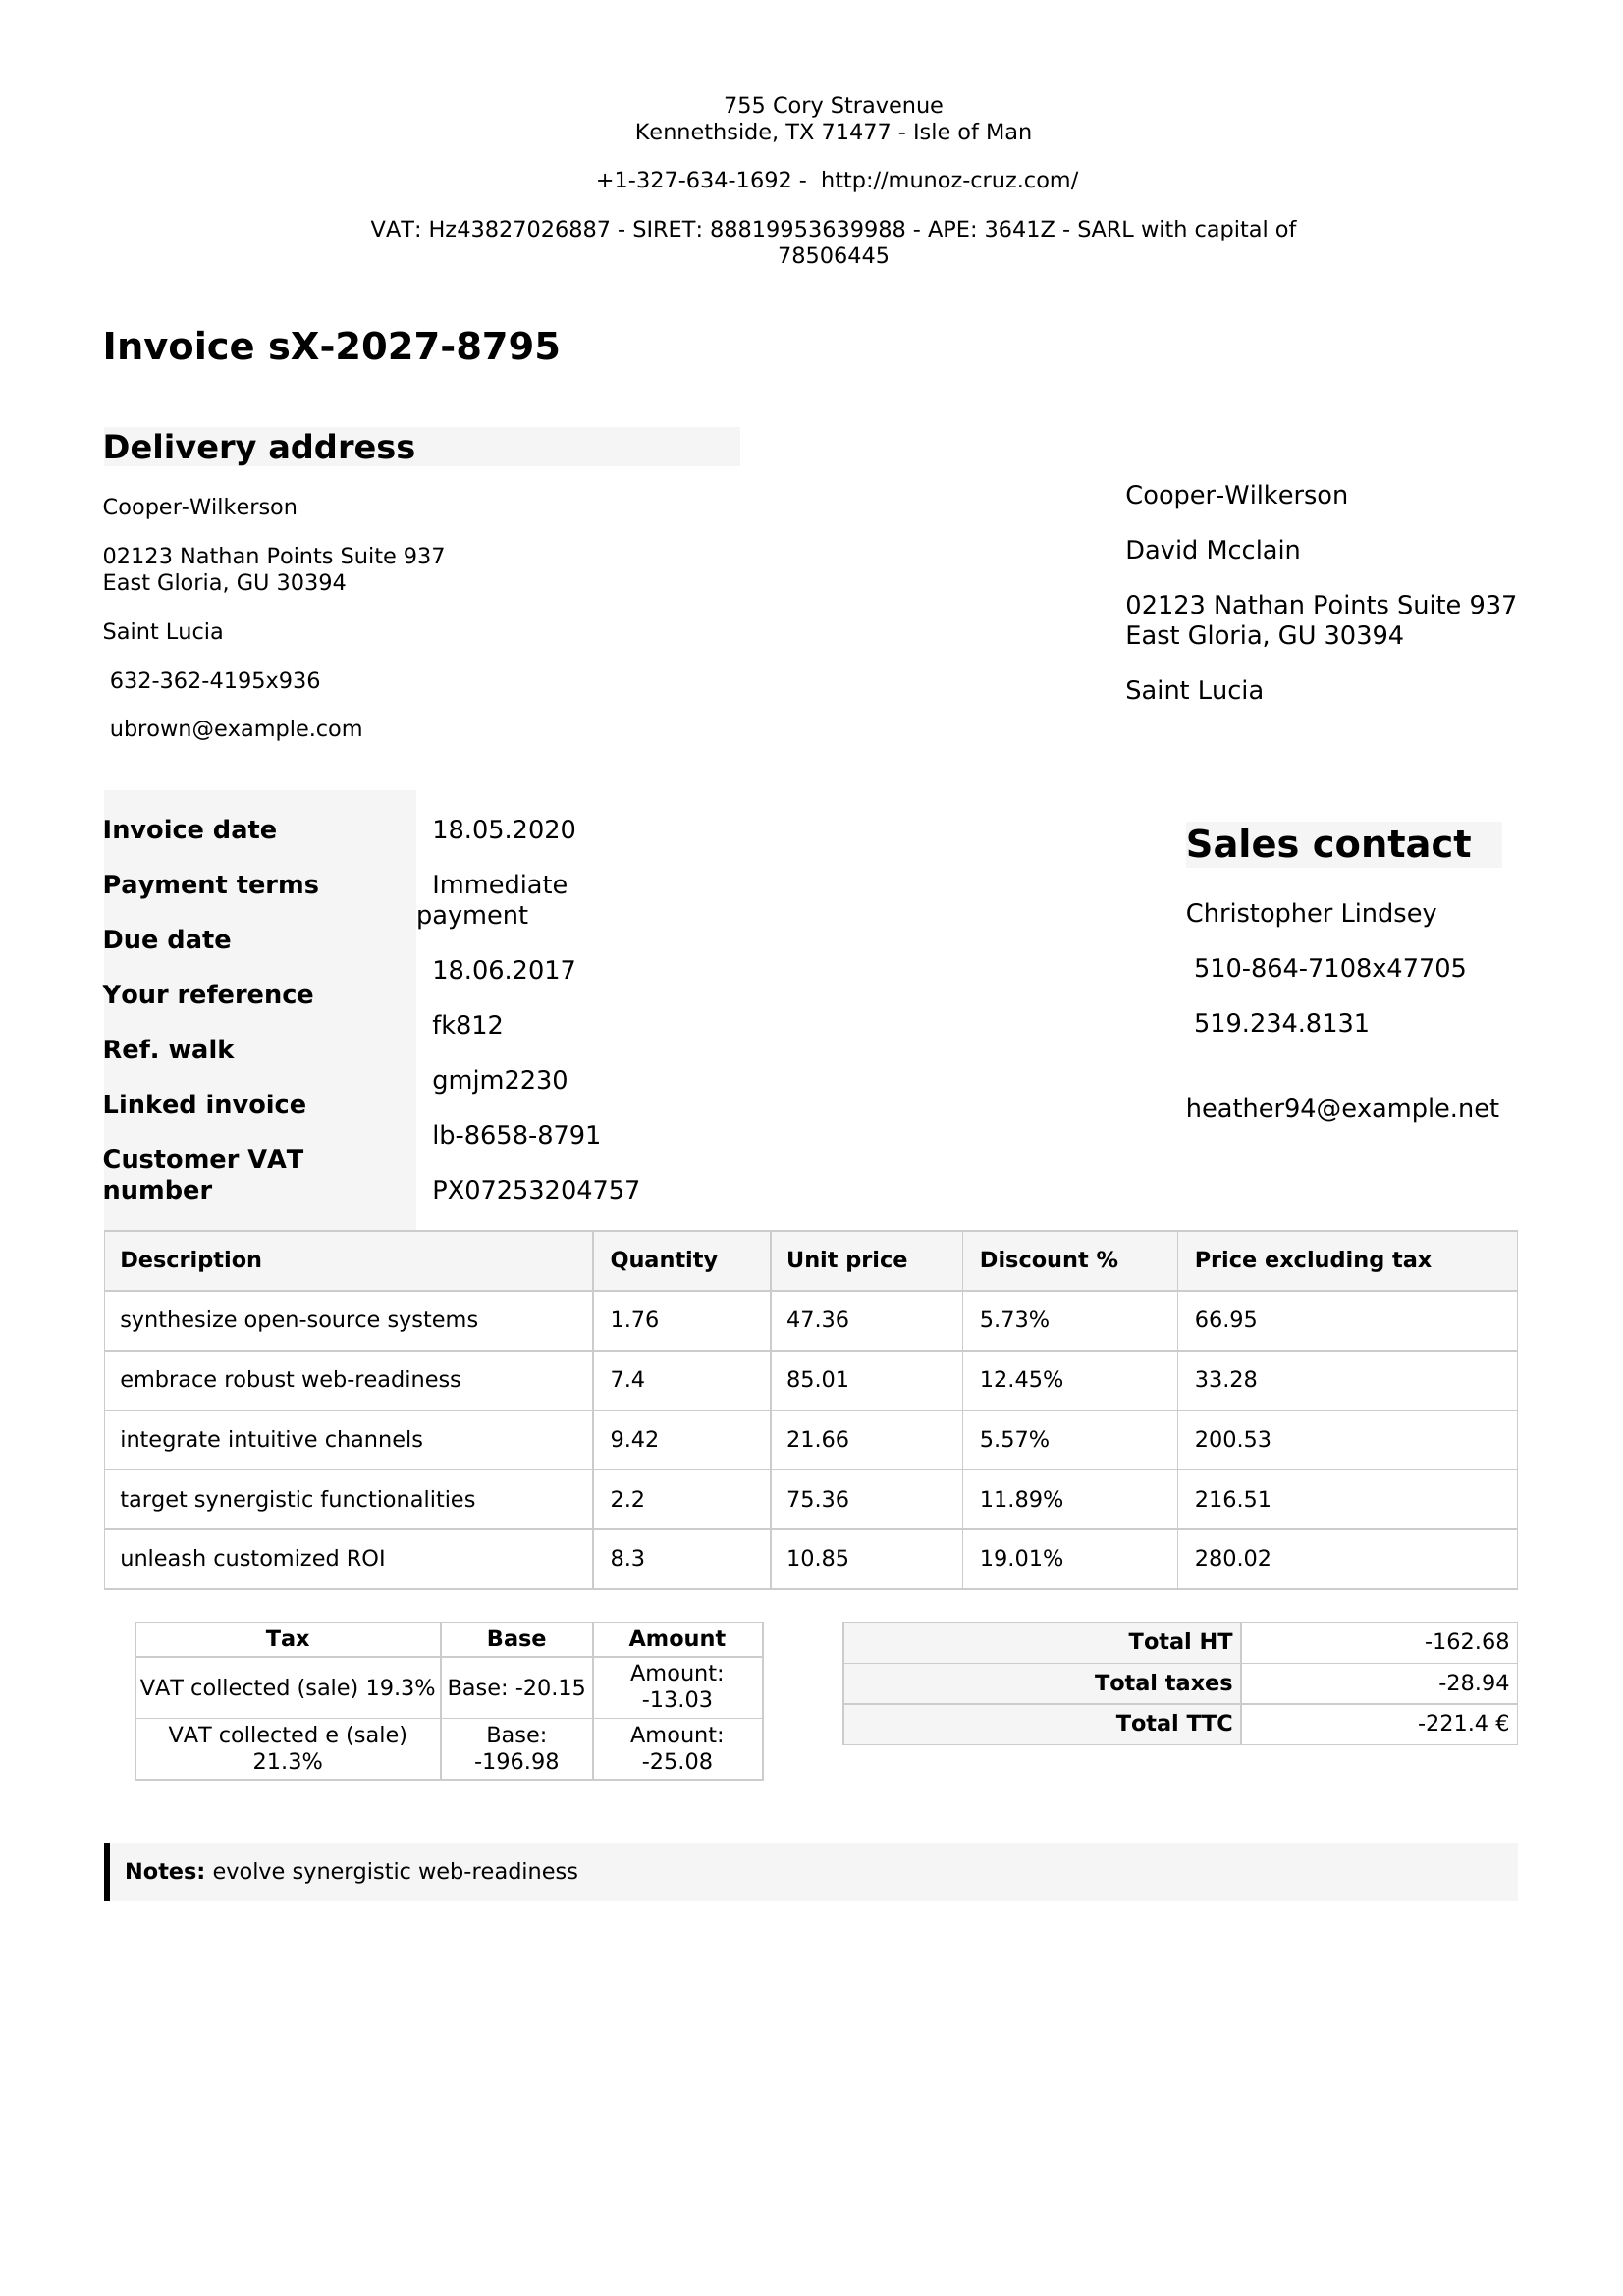 755 Cory Stravenue
Kennethside, TX 71477 - Isle of Man
+1-327-634-1692 - http://munoz-cruz.com/
VAT: Hz43827026887 - SIRET: 88819953639988 - APE: 3641Z - SARL with capital of
78506445
Invoice sX-2027-8795
Delivery address
Cooper-Wilkerson
02123 Nathan Points Suite 937
East Gloria, GU 30394
Saint Lucia
632-362-4195x936
ubrown@example.com
Cooper-Wilkerson
David Mcclain
02123 Nathan Points Suite 937
East Gloria, GU 30394
Saint Lucia
Invoice date
Payment terms
Due date
Your reference
Ref. walk
Linked invoice
Customer VAT
number
18.05.2020
Immediate
payment
18.06.2017
fk812
gmjm2230
lb-8658-8791
PX07253204757
Sales contact
Christopher Lindsey
510-864-7108x47705
519.234.8131
heather94@example.net
Description Quantity Unit price Discount % Price excluding tax
synthesize open-source systems 1.76 47.36 5.73% 66.95
embrace robust web-readiness 7.4 85.01 12.45% 33.28
integrate intuitive channels 9.42 21.66 5.57% 200.53
target synergistic functionalities 2.2 75.36 11.89% 216.51
unleash customized ROI 8.3 10.85 19.01% 280.02
Tax Base Amount
VAT collected (sale) 19.3% Base: -20.15 Amount:
-13.03
VAT collected e (sale) Base: Amount:
21.3% -196.98 -25.08
Total HT -162.68
Total taxes -28.94
Total TTC -221.4 €
Notes: evolve synergistic web-readiness